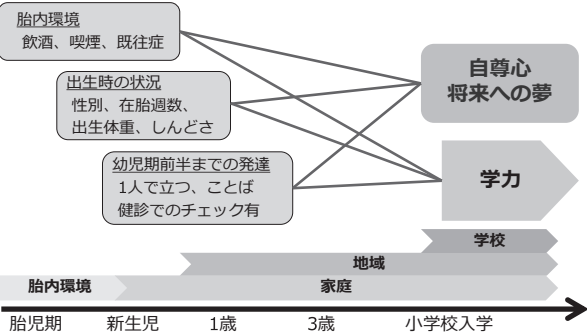 胎内環境
飲酒、喫煙、既往症
出生時の状況
性別、在胎週数、
出生体重、しんどさ
幼児期前半までの発達
1人で立つ、ことば
健診でのチェック有
自尊心
将来への夢
学力
学校
地域
胎内環境
家庭
胎児期
新生児
1歳
3歳
小学校入学